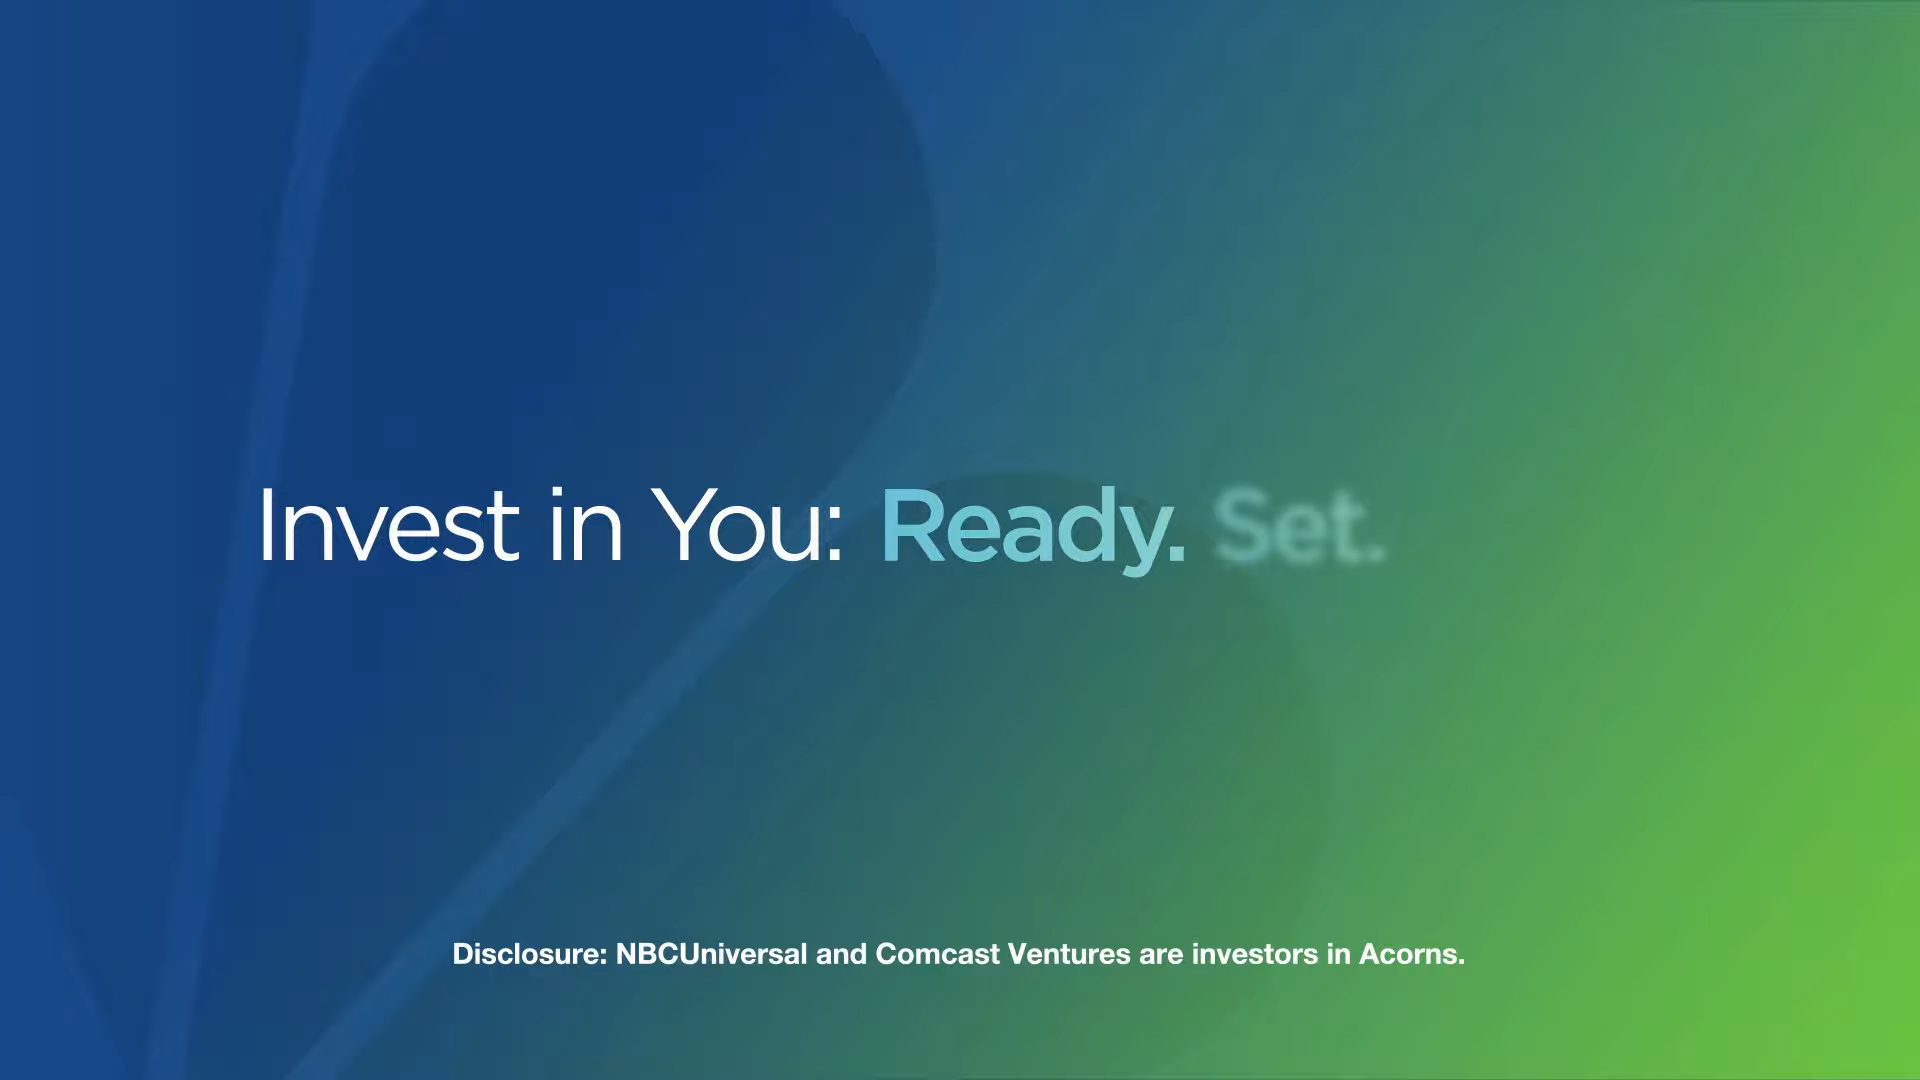 Invest in You: Ready. Set.
Disclosure: NBCUniversal and Comcast Ventures are investors in Acorns.